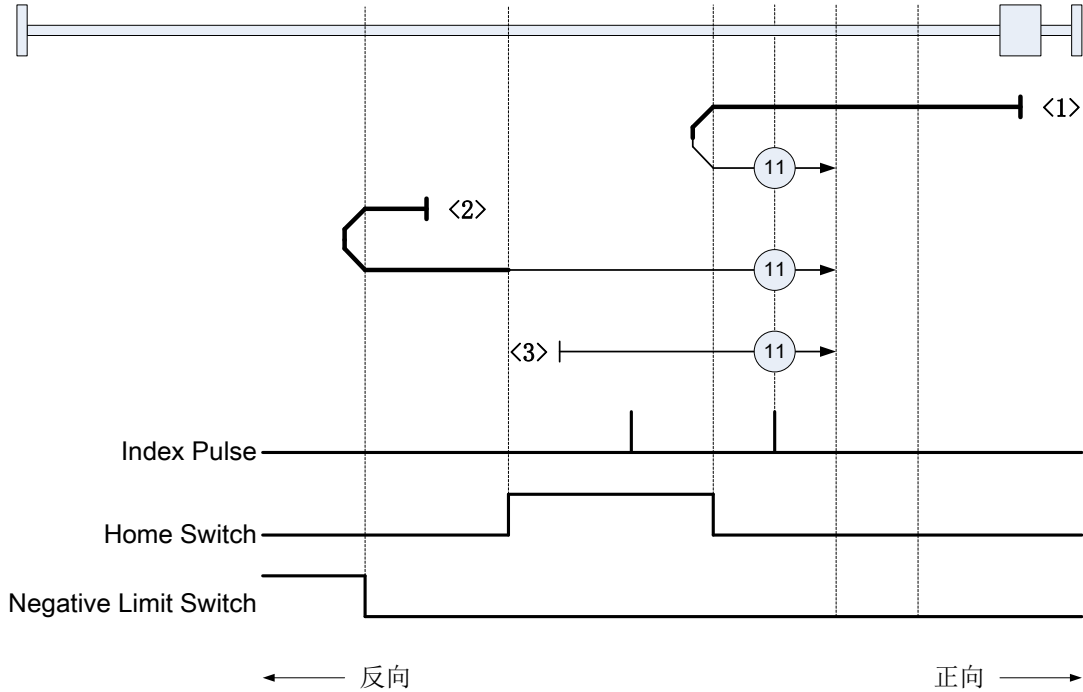 <1>
11
<2>
11
<3>
11
Index Pulse
Home Switch
Negative Limit Switch
反向
正向